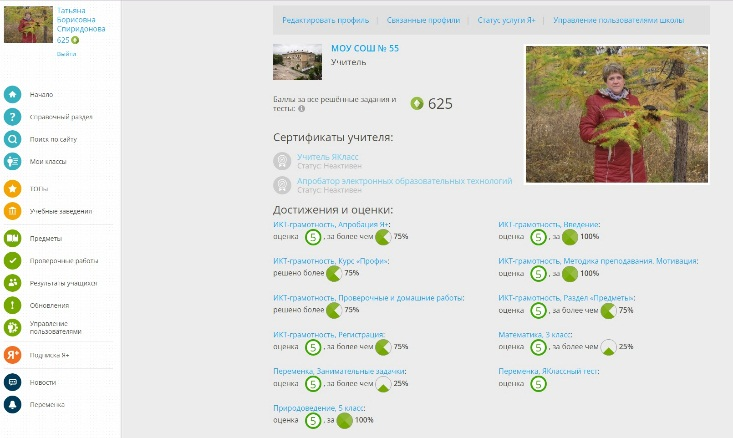 Татьяна
Борисовна
Спиридонова
625
Выйти
Начало
Справочный раздел
Поиск по сайту
Мои классы
ТОПы
Учебные заведения
Предметы
Проверочные работы
Результаты учащихся
Обновления
Управление
пользователями
Я+ Подписка Я+
Новости
Переменка
Редактировать профиль | Связанные профили | Статус услуги Я+ | Управление пользователями школы
МОУ СОШ № 55
Учитель
Баллы за все решённые задания и
тесты: 625
Сертификаты учителя:
Учитель ЯКласс
Статус: Неактивен
Апробатор электронных образовательных технологий
Статус: Неактивен
Достижения и оценки:
ИКТ-грамотность, Апробация Я+:
оценка 5 , за более чем 75%
ИКТ-грамотность, Введение:
оценка 5 , за 100%
ИКТ-грамотность, Курс «Профи»:
решено более 75%
ИКТ-грамотность, Методика преподавания. Мотивация:
оценка 5 , за 100%
ИКТ-грамотность, Проверочные и домашние работы:
решено более 75%
ИКТ-грамотность, Раздел «Предметы»:
оценка 5 , за более чем 75%
ИКТ-грамотность, Регистрация:
оценка 5 , за более чем 75%
Математика, 5 класс:
оценка 5 , за более чем 25%
Переменка, Занимательные задачки:
оценка 5 , за более чем 25%
Переменка, ЯКлассный тест:
оценка 5
Природоведение, 5 класс:
оценка 5 , за 100%